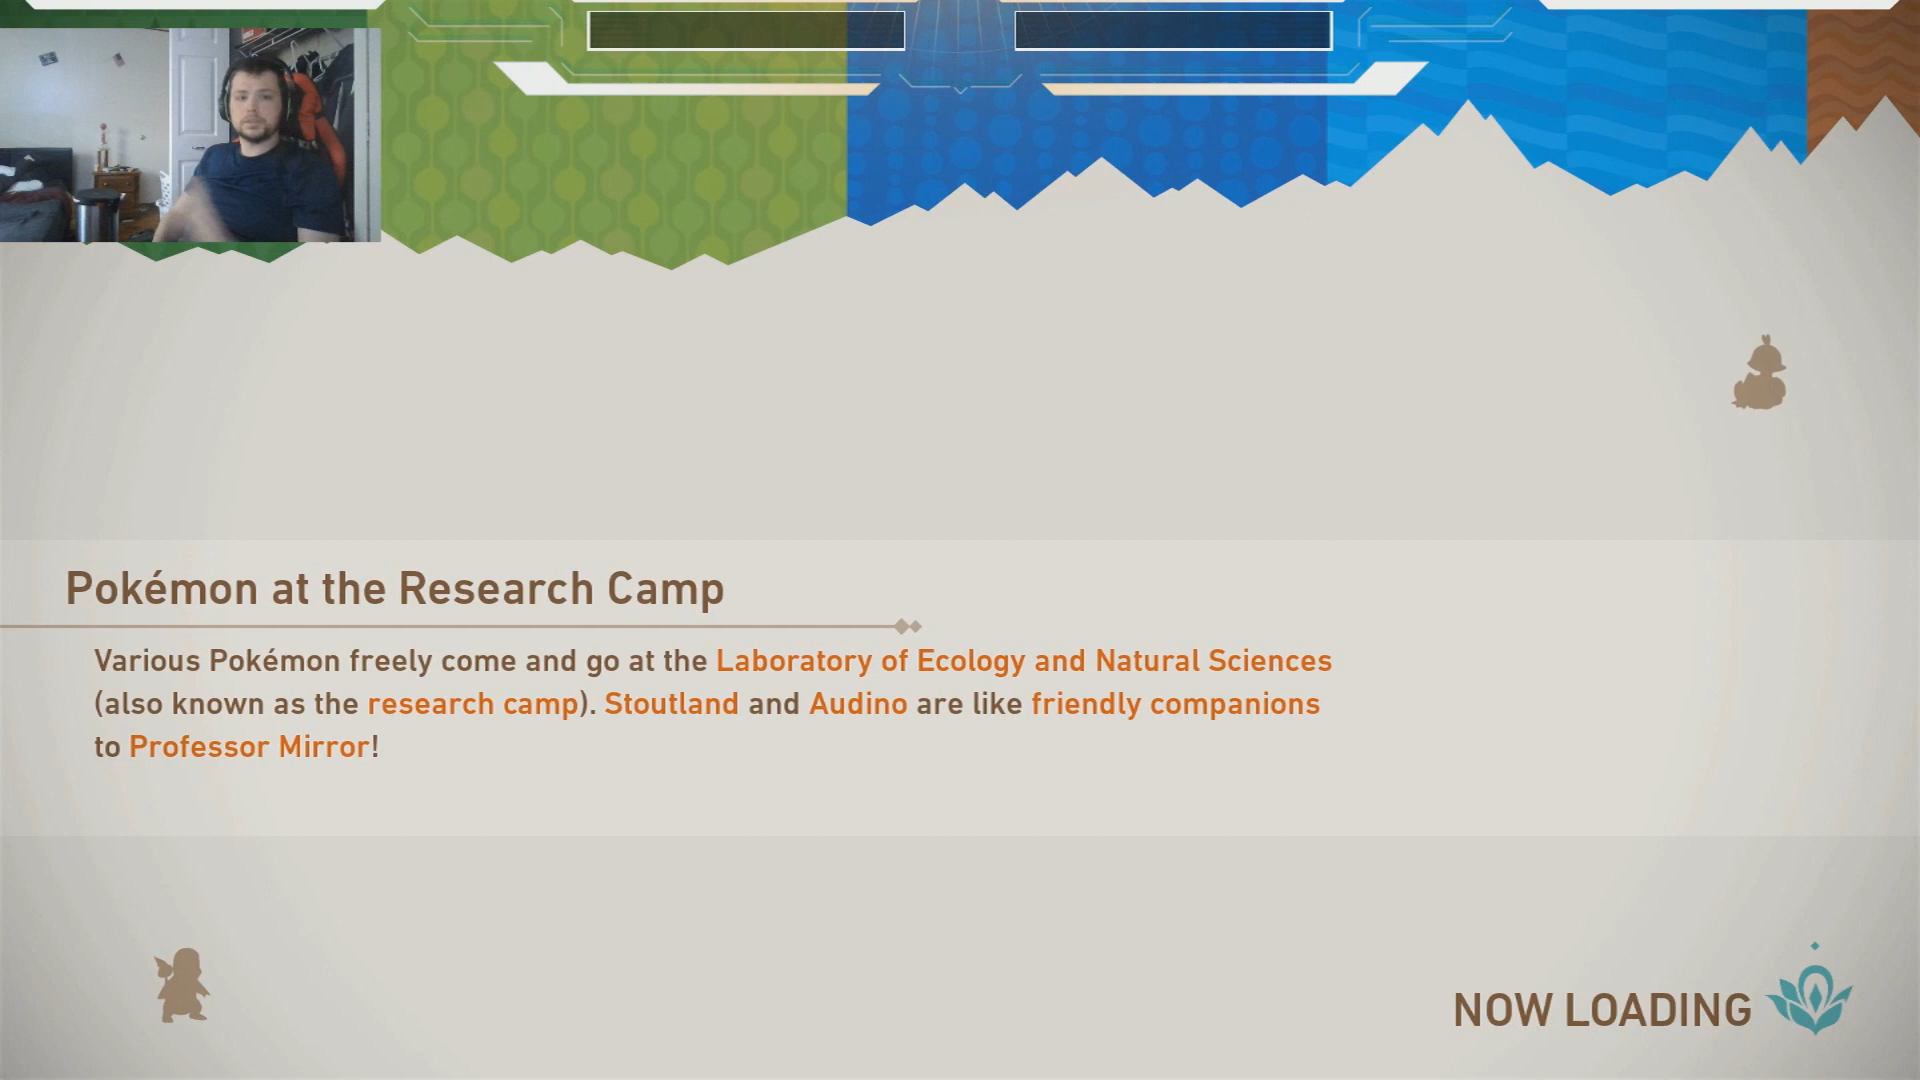 Pokémon at the Research Camp
Various Pokémon freely come and go at the Laboratory of Ecology and Natural Sciences
(also known as the research camp). Stoutland and Audino are like friendly companions
to Professor Mirror!
NOW LOADING